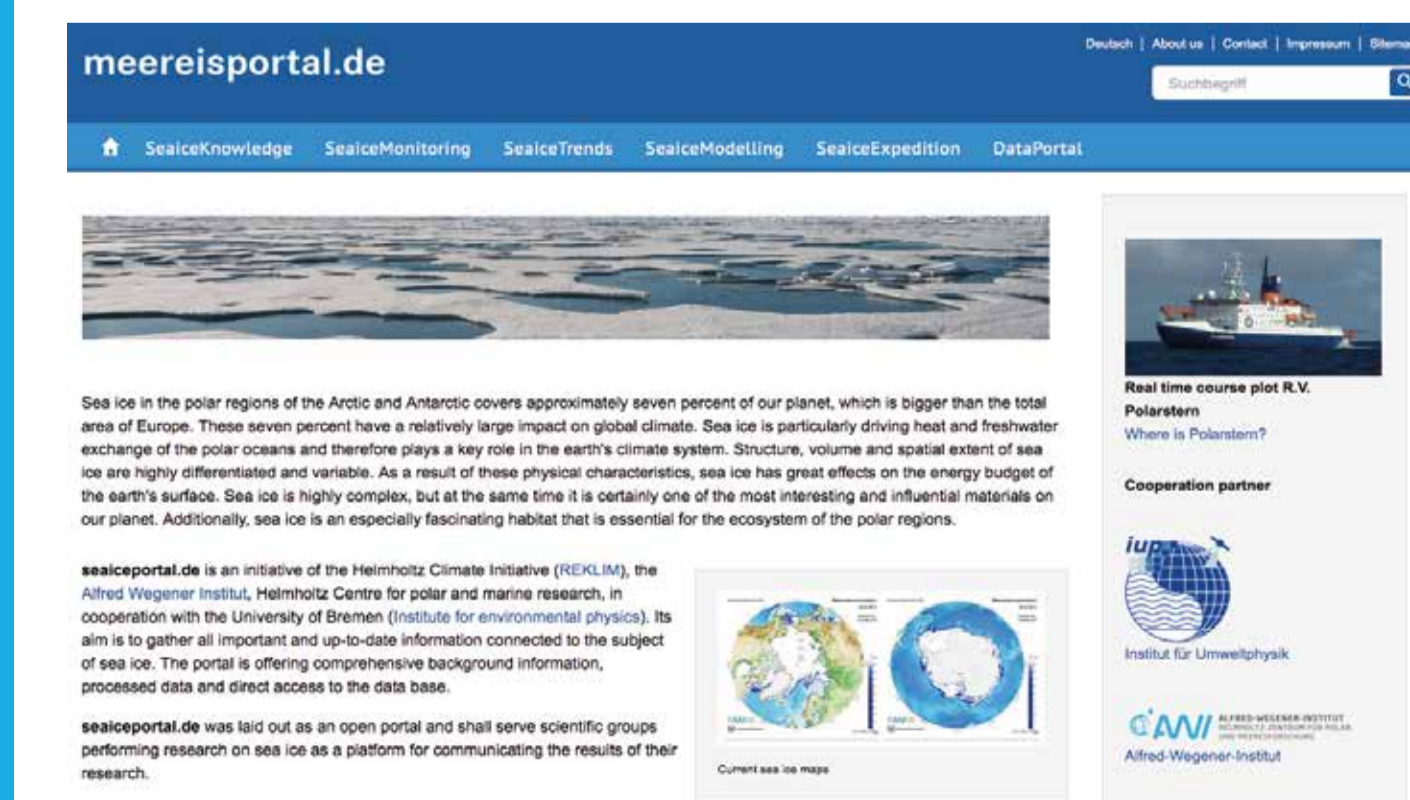 meereisportal.de
Deutsch | About us | Contact | Impressum |
Suchbegriff
SeaiceKnowledge SeaiceMonitoring SeaiceTrends SeaiceModelling SeaiceExpedition DataPortal
Sea ice in the polar regions of the Arctic and Antarctic covers approximately seven percent of our planet, which is bigger than the total
area of Europe. These seven percent have a relatively large impact on global climate. Sea ice is particularly driving heat and freshwater
exchange of the polar oceans and therefore plays a key role in the earth's climate system. Structure, volume and spatial extent of sea
ice are highly differentiated and variable. As a result of these physical characteristics, sea ice has great effects on the energy budget of
the earth's surface. Sea ice is highly complex, but at the same time it is certainly one of the most interesting and influential materials on
our planet. Additionally, sea ice is an especially fascinating habitat that is essential for the ecosystem of the polar regions.
seaiceportal.de is an initiative of the Helmholtz Climate Initiative (REKLIM), the
Alfred Wegener Institut, Helmholtz Centre for polar and marine research, in
cooperation with the University of Bremen (Institute for environmental physics). Its
aim is to gather all important and up-to-date information connected to the subject
of sea ice. The portal is offering comprehensive background information,
processed data and direct access to the data base.
seaiceportal.de was laid out as an open portal and shall serve scientific groups
performing research on sea ice as a platform for communicating the results of their
research.
Current sea ice maps
Real time course plot R.V.
Polarstern
Where is Polarstern?
Cooperation partner
iup
Institut für Umweltphysik
AWI
ALFRED-WEGENER-INSTITUT
HELMHOLTZ-ZENTRUM FÜR POLAR-
UND MEERESFORSCHUNG
Alfred-Wegener-Institut